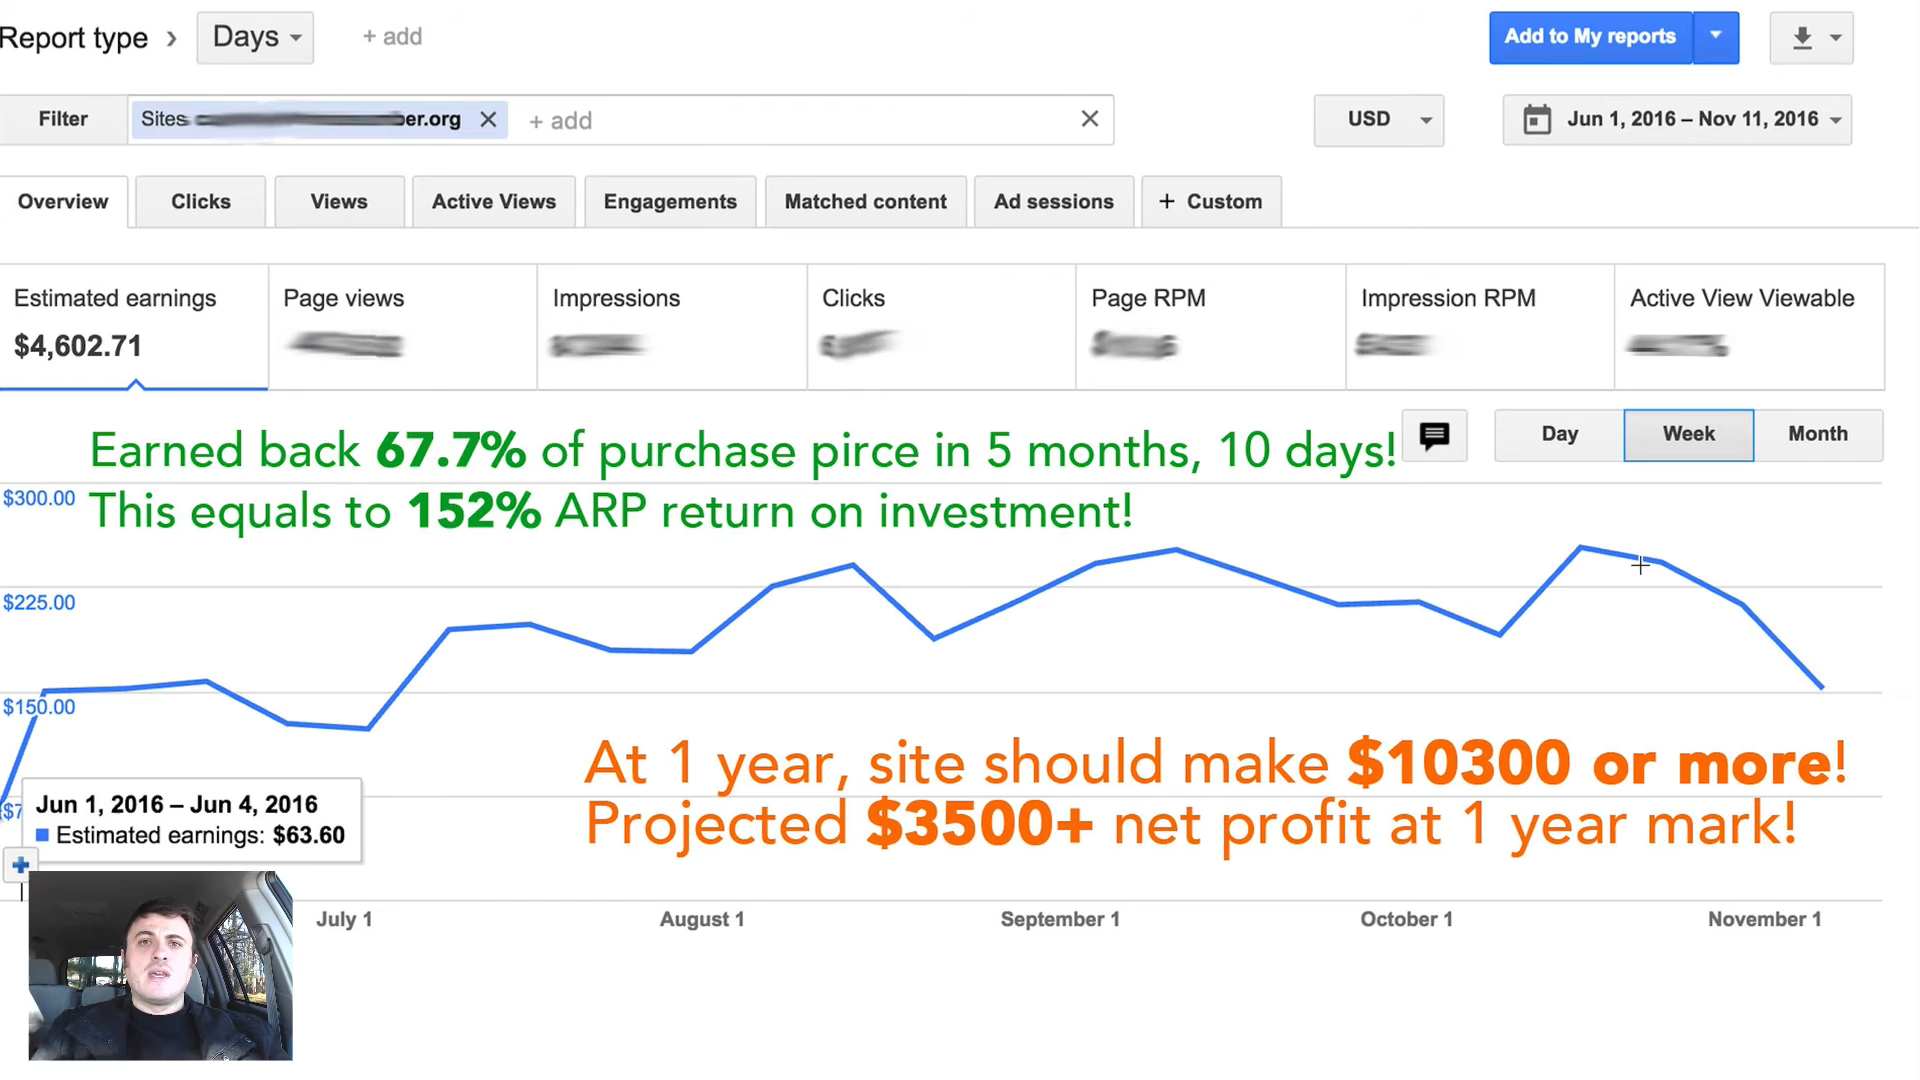 Report type › Days + add Add to My reports
Filter Sites er.org × + add × USD Jun 1, 2016 – Nov 11, 2016
Overview Clicks Views Active Views Engagements Matched content Ad sessions + Custom
Estimated earnings Page views Impressions Clicks Page RPM Impression RPM Active View Viewable
$4,602.71
Earned back 67.7% of purchase pirce in 5 months, 10 days! Day Week Month
$300.00 This equals to 152% ARP return on investment!
$225.00
$150.00
At 1 year, site should make $10300 or more!
$7
Projected $3500+ net profit at 1 year mark!
Jun 1, 2016 – Jun 4, 2016
Estimated earnings: $63.60
July 1 August 1 September 1 October 1 November 1